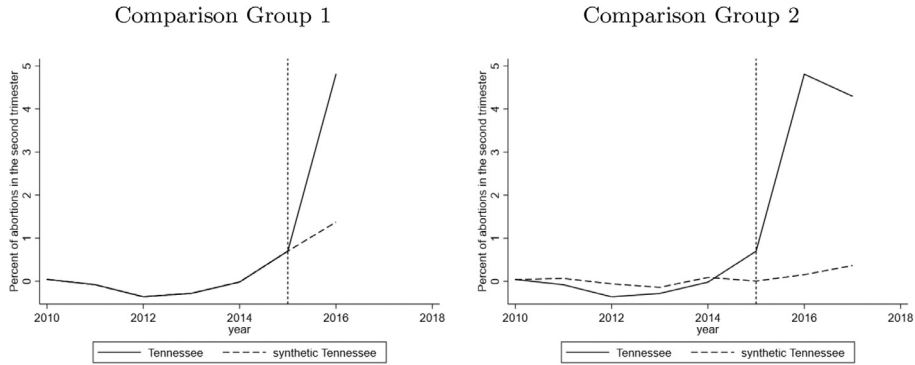 Comparison Group 1
Percent of abortions in the second trimester
5
4
3
2
1
0
2010 2012 2014 2016 2018
year
Tennessee synthetic Tennessee
Comparison Group 2
Percent of abortions in the second trimester
5
4
3
2
1
0
2010 2012 2014 2016 2018
year
Tennessee synthetic Tennessee